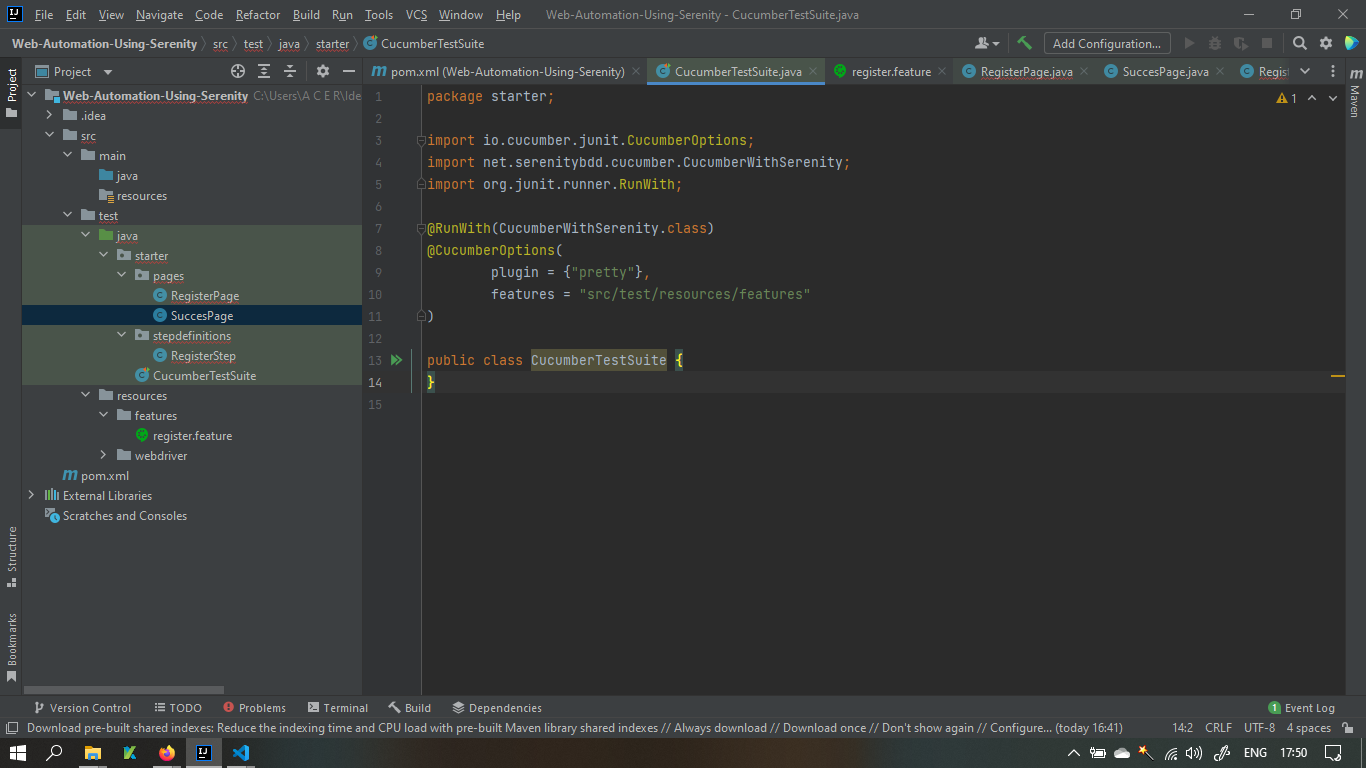 File Edit View Navigate Code Refactor Build Run Tools VCS Window Help Web-Automation-Using-Serenity - CucumberTestSuite.java
Web-Automation-Using-Serenity src test java starter CucumberTestSuite Add Configuration...
Project pom.xml (Web-Automation-Using-Serenity) CucumberTestSuite.java register.feature RegisterPage.java SuccesPage.java Regis
Project
Structure
Bookmarks
Maven
Web-Automation-Using-Serenity C:\Users\A C E R\Ide
.idea
src
main
java
resources
test
java
starter
pages
RegisterPage
SuccesPage
stepdefinitions
RegisterStep
CucumberTestSuite
resources
features
register.feature
webdriver
pom.xml
External Libraries
Scratches and Consoles
1 package starter; 1
2
3 import io.cucumber.junit.CucumberOptions;
4 import net.serenitybdd.cucumber.CucumberWithSerenity;
5 import org.junit.runner.RunWith;
6
7 @RunWith(CucumberWithSerenity.class)
8 @CucumberOptions(
9 plugin = {"pretty"},
10 features = "src/test/resources/features"
11 )
12
13 public class CucumberTestSuite {
14 }
15
Version Control TODO Problems Terminal Build Dependencies 1 Event Log
Download pre-built shared indexes: Reduce the indexing time and CPU load with pre-built Maven library shared indexes // Always download // Download once // Don't show again // Configure... (today 16:41) 14:2 CRLF UTF-8 4 spaces
ENG 17:50